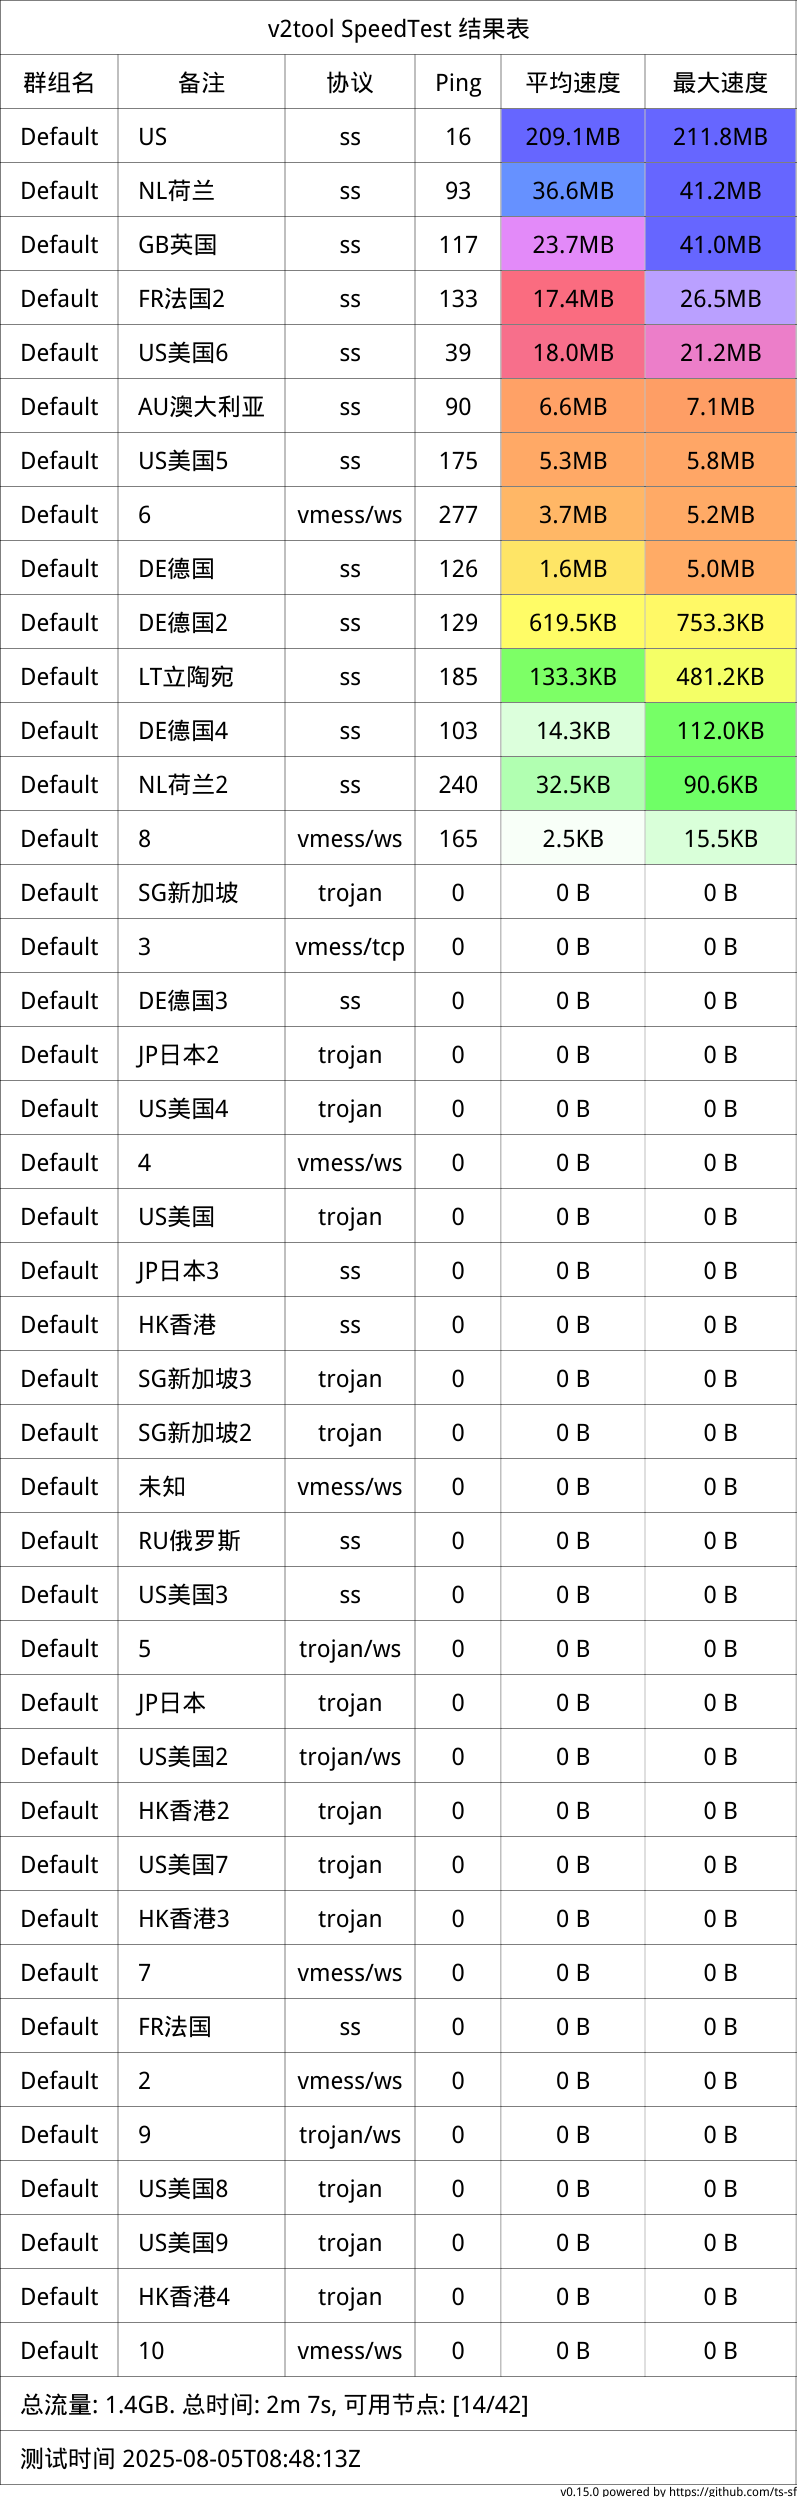 v2tool SpeedTest 结果表
群组名 备注 协议 Ping 平均速度 最大速度
Default US ss 16 209.1MB 211.8MB
Default NL荷兰 ss 93 36.6MB 41.2MB
Default GB英国 ss 117 23.7MB 41.0MB
Default FR法国2 ss 133 17.4MB 26.5MB
Default US美国6 ss 39 18.0MB 21.2MB
Default AU澳大利亚 ss 90 6.6MB 7.1MB
Default US美国5 ss 175 5.3MB 5.8MB
Default 6 vmess/ws 277 3.7MB 5.2MB
Default DE德国 ss 126 1.6MB 5.0MB
Default DE德国2 ss 129 619.5KB 753.3KB
Default LT立陶宛 ss 185 133.3KB 481.2KB
Default DE德国4 ss 103 14.3KB 112.0KB
Default NL荷兰2 ss 240 32.5KB 90.6KB
Default 8 vmess/ws 165 2.5KB 15.5KB
Default SG新加坡 trojan 0 0 B 0 B
Default 3 vmess/tcp 0 0 B 0 B
Default DE德国3 ss 0 0 B 0 B
Default JP日本2 trojan 0 0 B 0 B
Default US美国4 trojan 0 0 B 0 B
Default 4 vmess/ws 0 0 B 0 B
Default US美国 trojan 0 0 B 0 B
Default JP日本3 ss 0 0 B 0 B
Default HK香港 ss 0 0 B 0 B
Default SG新加坡3 trojan 0 0 B 0 B
Default SG新加坡2 trojan 0 0 B 0 B
Default 未知 vmess/ws 0 0 B 0 B
Default RU俄罗斯 ss 0 0 B 0 B
Default US美国3 ss 0 0 B 0 B
Default 5 trojan/ws 0 0 B 0 B
Default JP日本 trojan 0 0 B 0 B
Default US美国2 trojan/ws 0 0 B 0 B
Default HK香港2 trojan 0 0 B 0 B
Default US美国7 trojan 0 0 B 0 B
Default HK香港3 trojan 0 0 B 0 B
Default 7 vmess/ws 0 0 B 0 B
Default FR法国 ss 0 0 B 0 B
Default 2 vmess/ws 0 0 B 0 B
Default 9 trojan/ws 0 0 B 0 B
Default US美国8 trojan 0 0 B 0 B
Default US美国9 trojan 0 0 B 0 B
Default HK香港4 trojan 0 0 B 0 B
Default 10 vmess/ws 0 0 B 0 B
总流量: 1.4GB. 总时间: 2m 7s, 可用节点: [14/42]
测试时间 2025-08-05T08:48:13Z
v0.15.0 powered by https://github.com/ts-sf